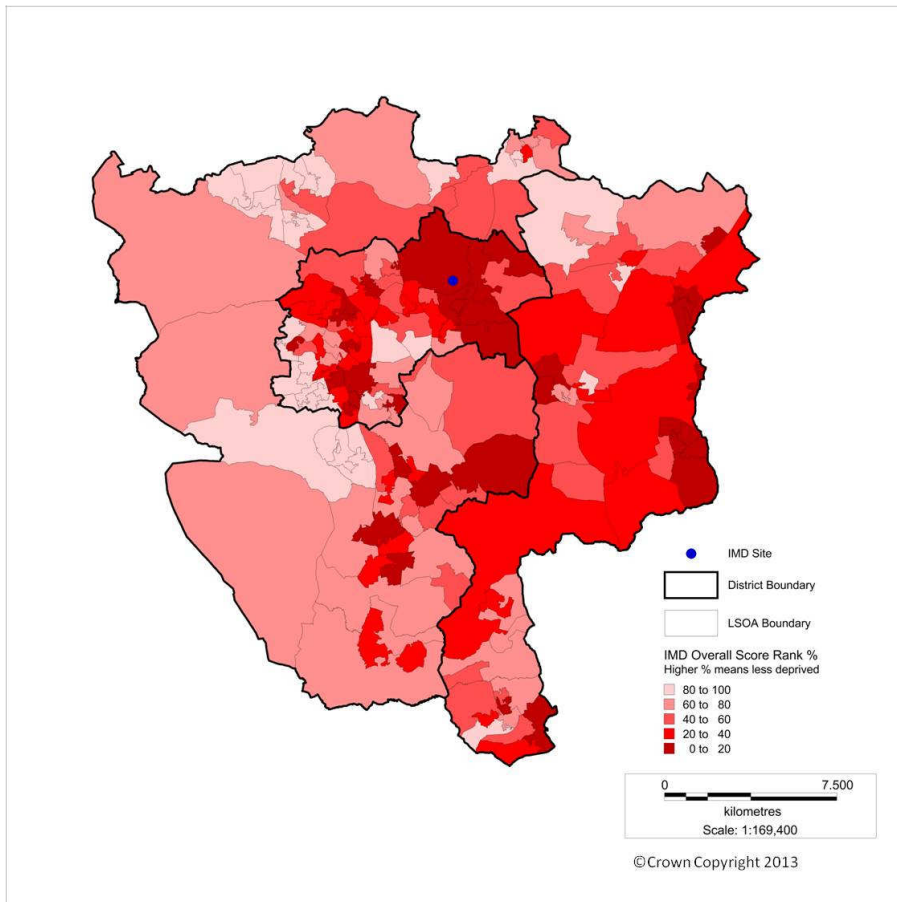 IMD Site
District Boundary
LSOA Boundary
IMD Overall Score Rank %
Higher % means less deprived
80 to 100
60 to 80
40 to 60
20 to 40
0 to 20
0 7.500
kilometres
Scale: 1:169,400
©Crown Copyright 2013